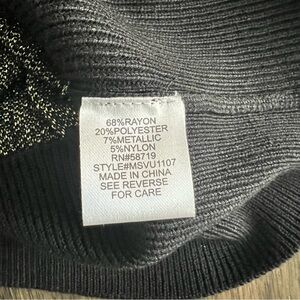 68%RAYON
20%POLYESTER
7%METALLIC
5%NYLON
RN#58719
STYLE#MSVU1107
MADE IN CHINA
SEE REVERSE
FOR CARE